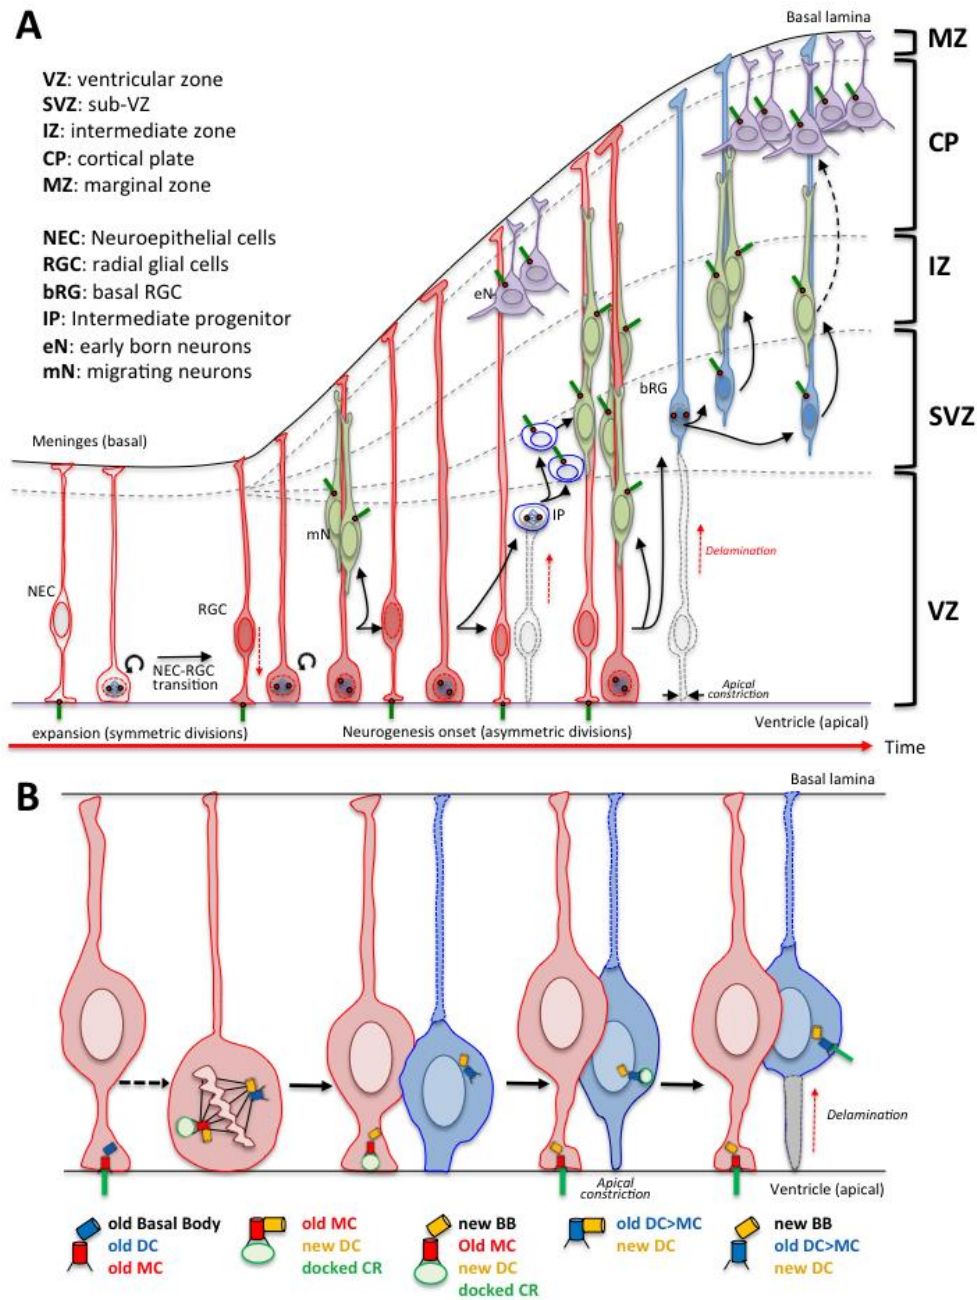 A
Basal lamina
MZ
VZ: ventricular zone
SVZ: sub-VZ
IZ: intermediate zone
CP: cortical plate
MZ: marginal zone
CP
NEC: Neuroepithelial cells
RGC: radial glial cells
bRG: basal RGC
IP: Intermediate progenitor
eN: early born neurons
mN: migrating neurons
eN
IZ
bRG
SVZ
Meninges (basal)
IP
mN
Delamination
NEC
RGC
VZ
NEC-RGC
transition
Apical
constriction
Ventricle (apical)
expansion (symmetric divisions)
Neurogenesis onset (asymmetric divisions)
Time
B
Basal lamina
Delamination
Apical
constriction
Ventricle (apical)
old Basal Body
old DC
old MC
old MC
new DC
docked CR
new BB
Old MC
new DC
docked CR
old DC>MC
new DC
new BB
old DC>MC
new DC